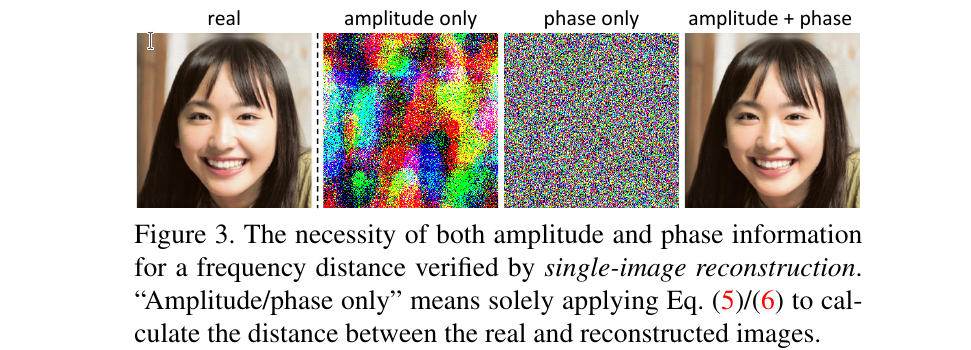 real amplitude only phase only amplitude + phase
Figure 3. The necessity of both amplitude and phase information
for a frequency distance verified by single-image reconstruction.
“Amplitude/phase only” means solely applying Eq. (5)/(6) to cal-
culate the distance between the real and reconstructed images.